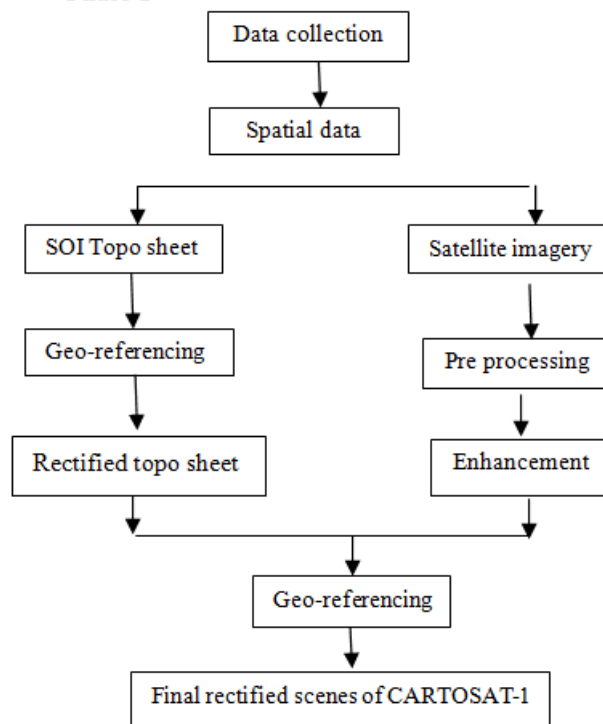 Data collection
Spatial data
SOI Topo sheet
Satellite imagery
Geo-referencing
Pre processing
Rectified topo sheet
Enhancement
Geo-referencing
Final rectified scenes of CARTOSAT-1